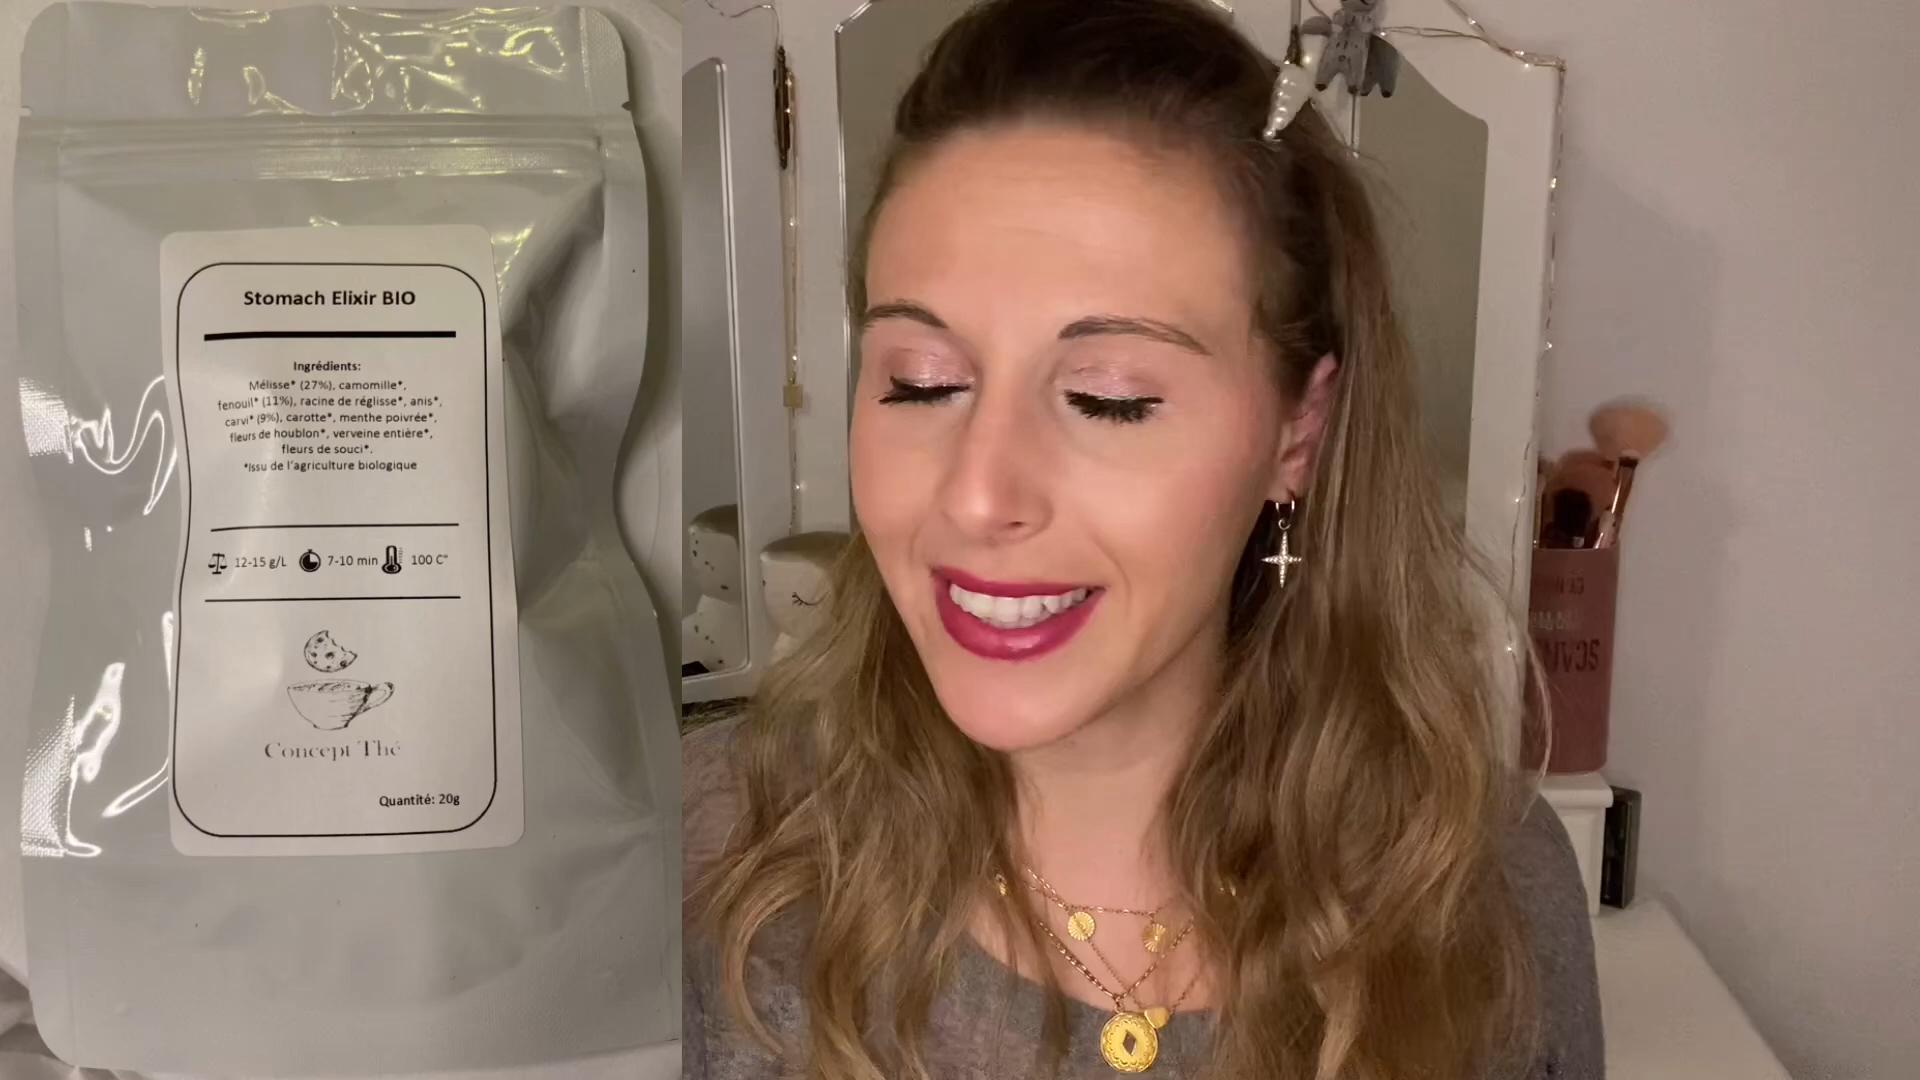 Stomach Elixir BIO
Ingrédients:
Mélisse* (27%), camomille*,
fenouil* (11%), racine de réglisse*, anis*,
carvi* (9%), carotte*, menthe poivrée*,
fleurs de houblon*, verveine entière*,
fleurs de souci*.
*Issu de l'agriculture biologique
12-15 g/L 7-10 min 100 C°
Concept Thé
Quantité: 20g